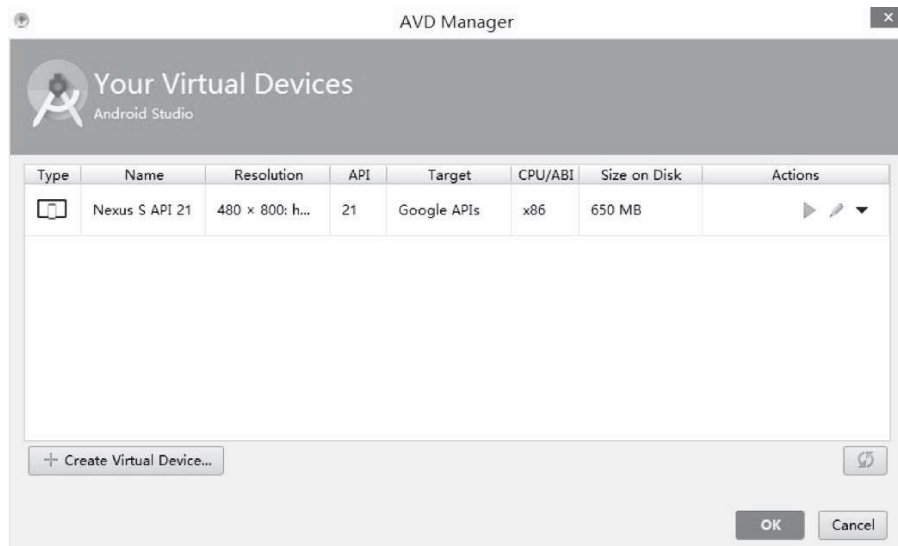 AVD Manager
Your Virtual Devices
Android Studio
Type Name Resolution API Target CPU/ABI Size on Disk Actions
Nexus S API 21 480 × 800: h... 21 Google APIs x86 650 MB
Create Virtual Device...
OK Cancel